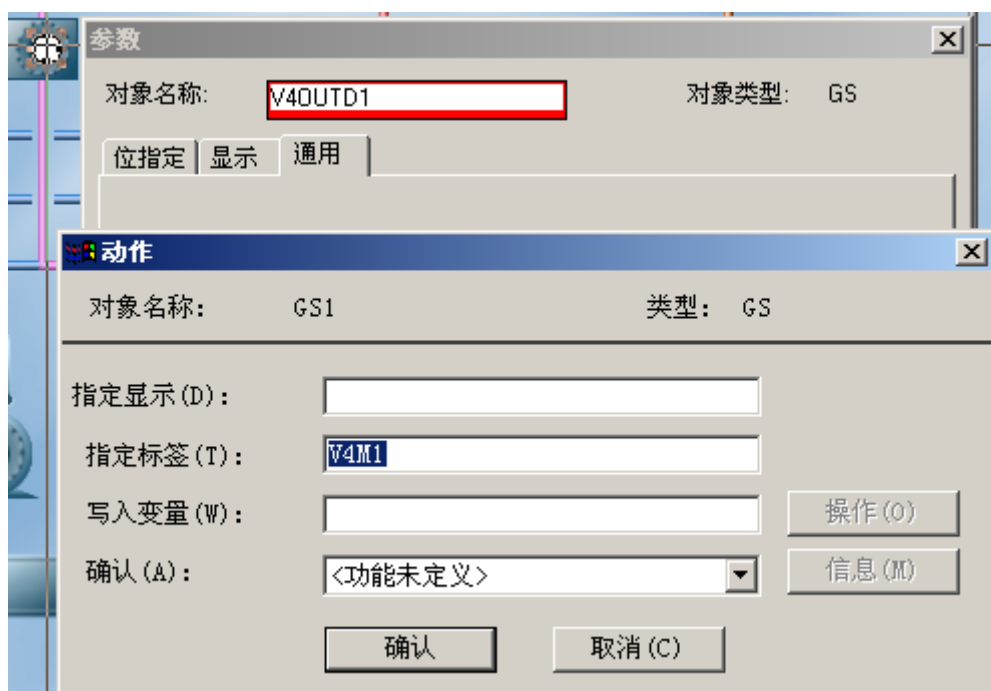 参数
对象名称: V4OUTD1 对象类型: GS
位指定 显示 通用
动作
对象名称: GS1 类型: GS
指定显示(D):
指定标签(T): V4M1
写入变量(W): 操作(O)
确认(A): <功能未定义> 信息(M)
确认 取消(C)